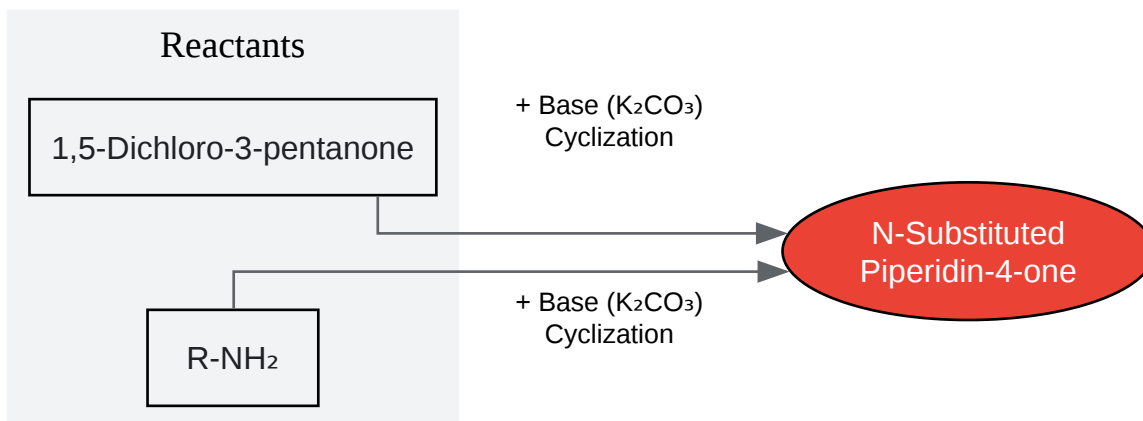 Reactants
1,5-Dichloro-3-pentanone
+ Base (K₂CO₃)
Cyclization
N-Substituted
Piperidin-4-one
+ Base (K₂CO₃)
Cyclization
R-NH₂